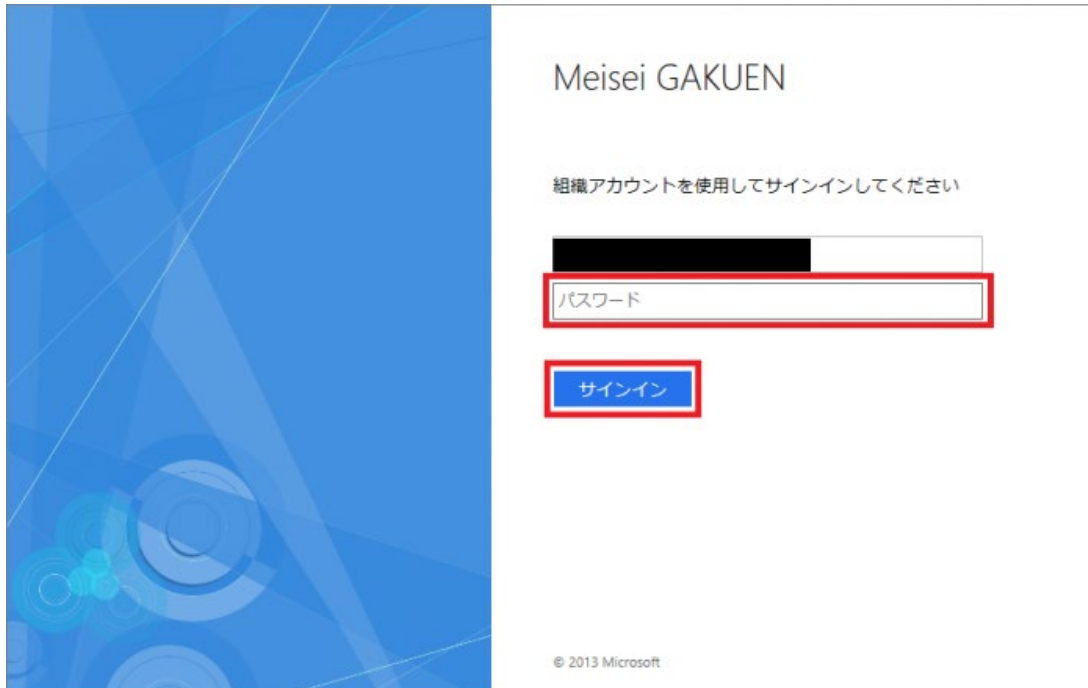 Meisei GAKUEN
組織アカウントを使用してサインインしてください
パスワード
サインイン
© 2013 Microsoft